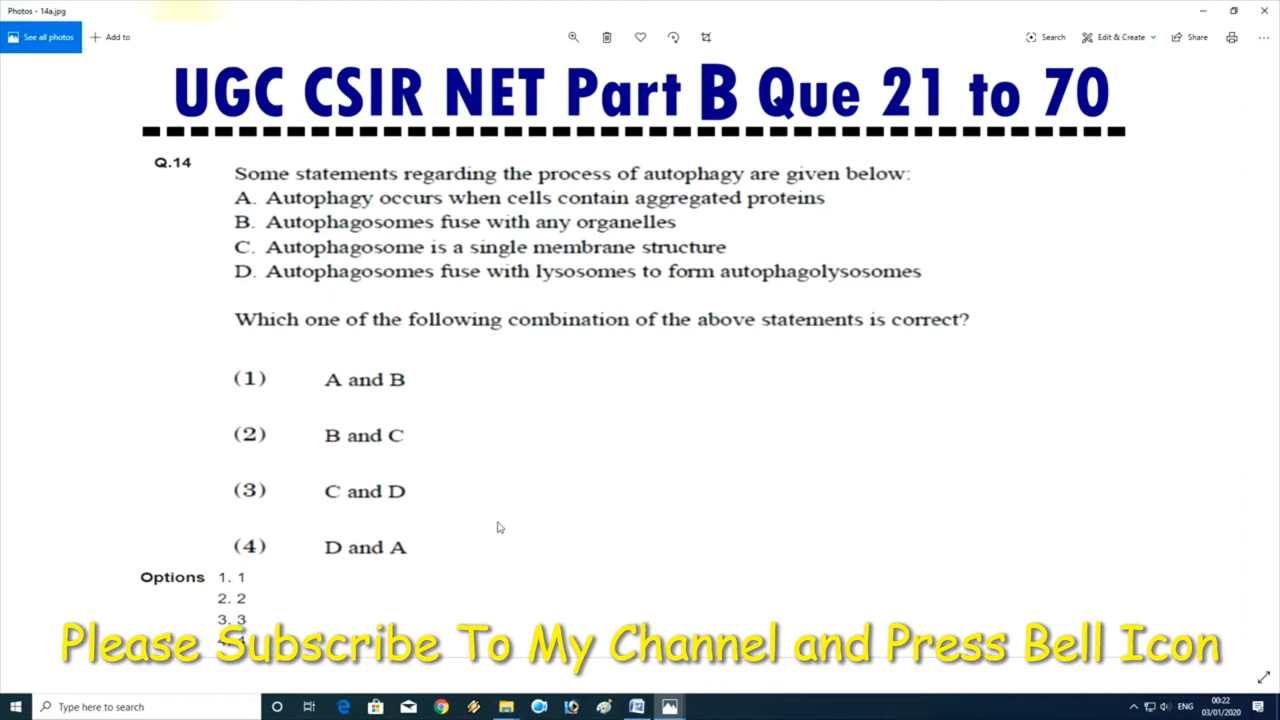 Photos - 14a.jpg
See all photos
Add to
Search
Edit & Create
Share
UGC CSIR NET Part B Que 21 to 70
Q.14
Some statements regarding the process of autophagy are given below:
A. Autophagy occurs when cells contain aggregated proteins
B. Autophagosomes fuse with any organelles
C. Autophagosome is a single membrane structure
D. Autophagosomes fuse with lysosomes to form autophagolysosomes
Which one of the following combination of the above statements is correct?
(1) A and B
(2) B and C
(3) C and D
(4) D and A
Options 1. 1
2. 2
3. 3
Please Subscribe To My Channel and Press Bell Icon
Type here to search
ENG
00:22
03/01/2020